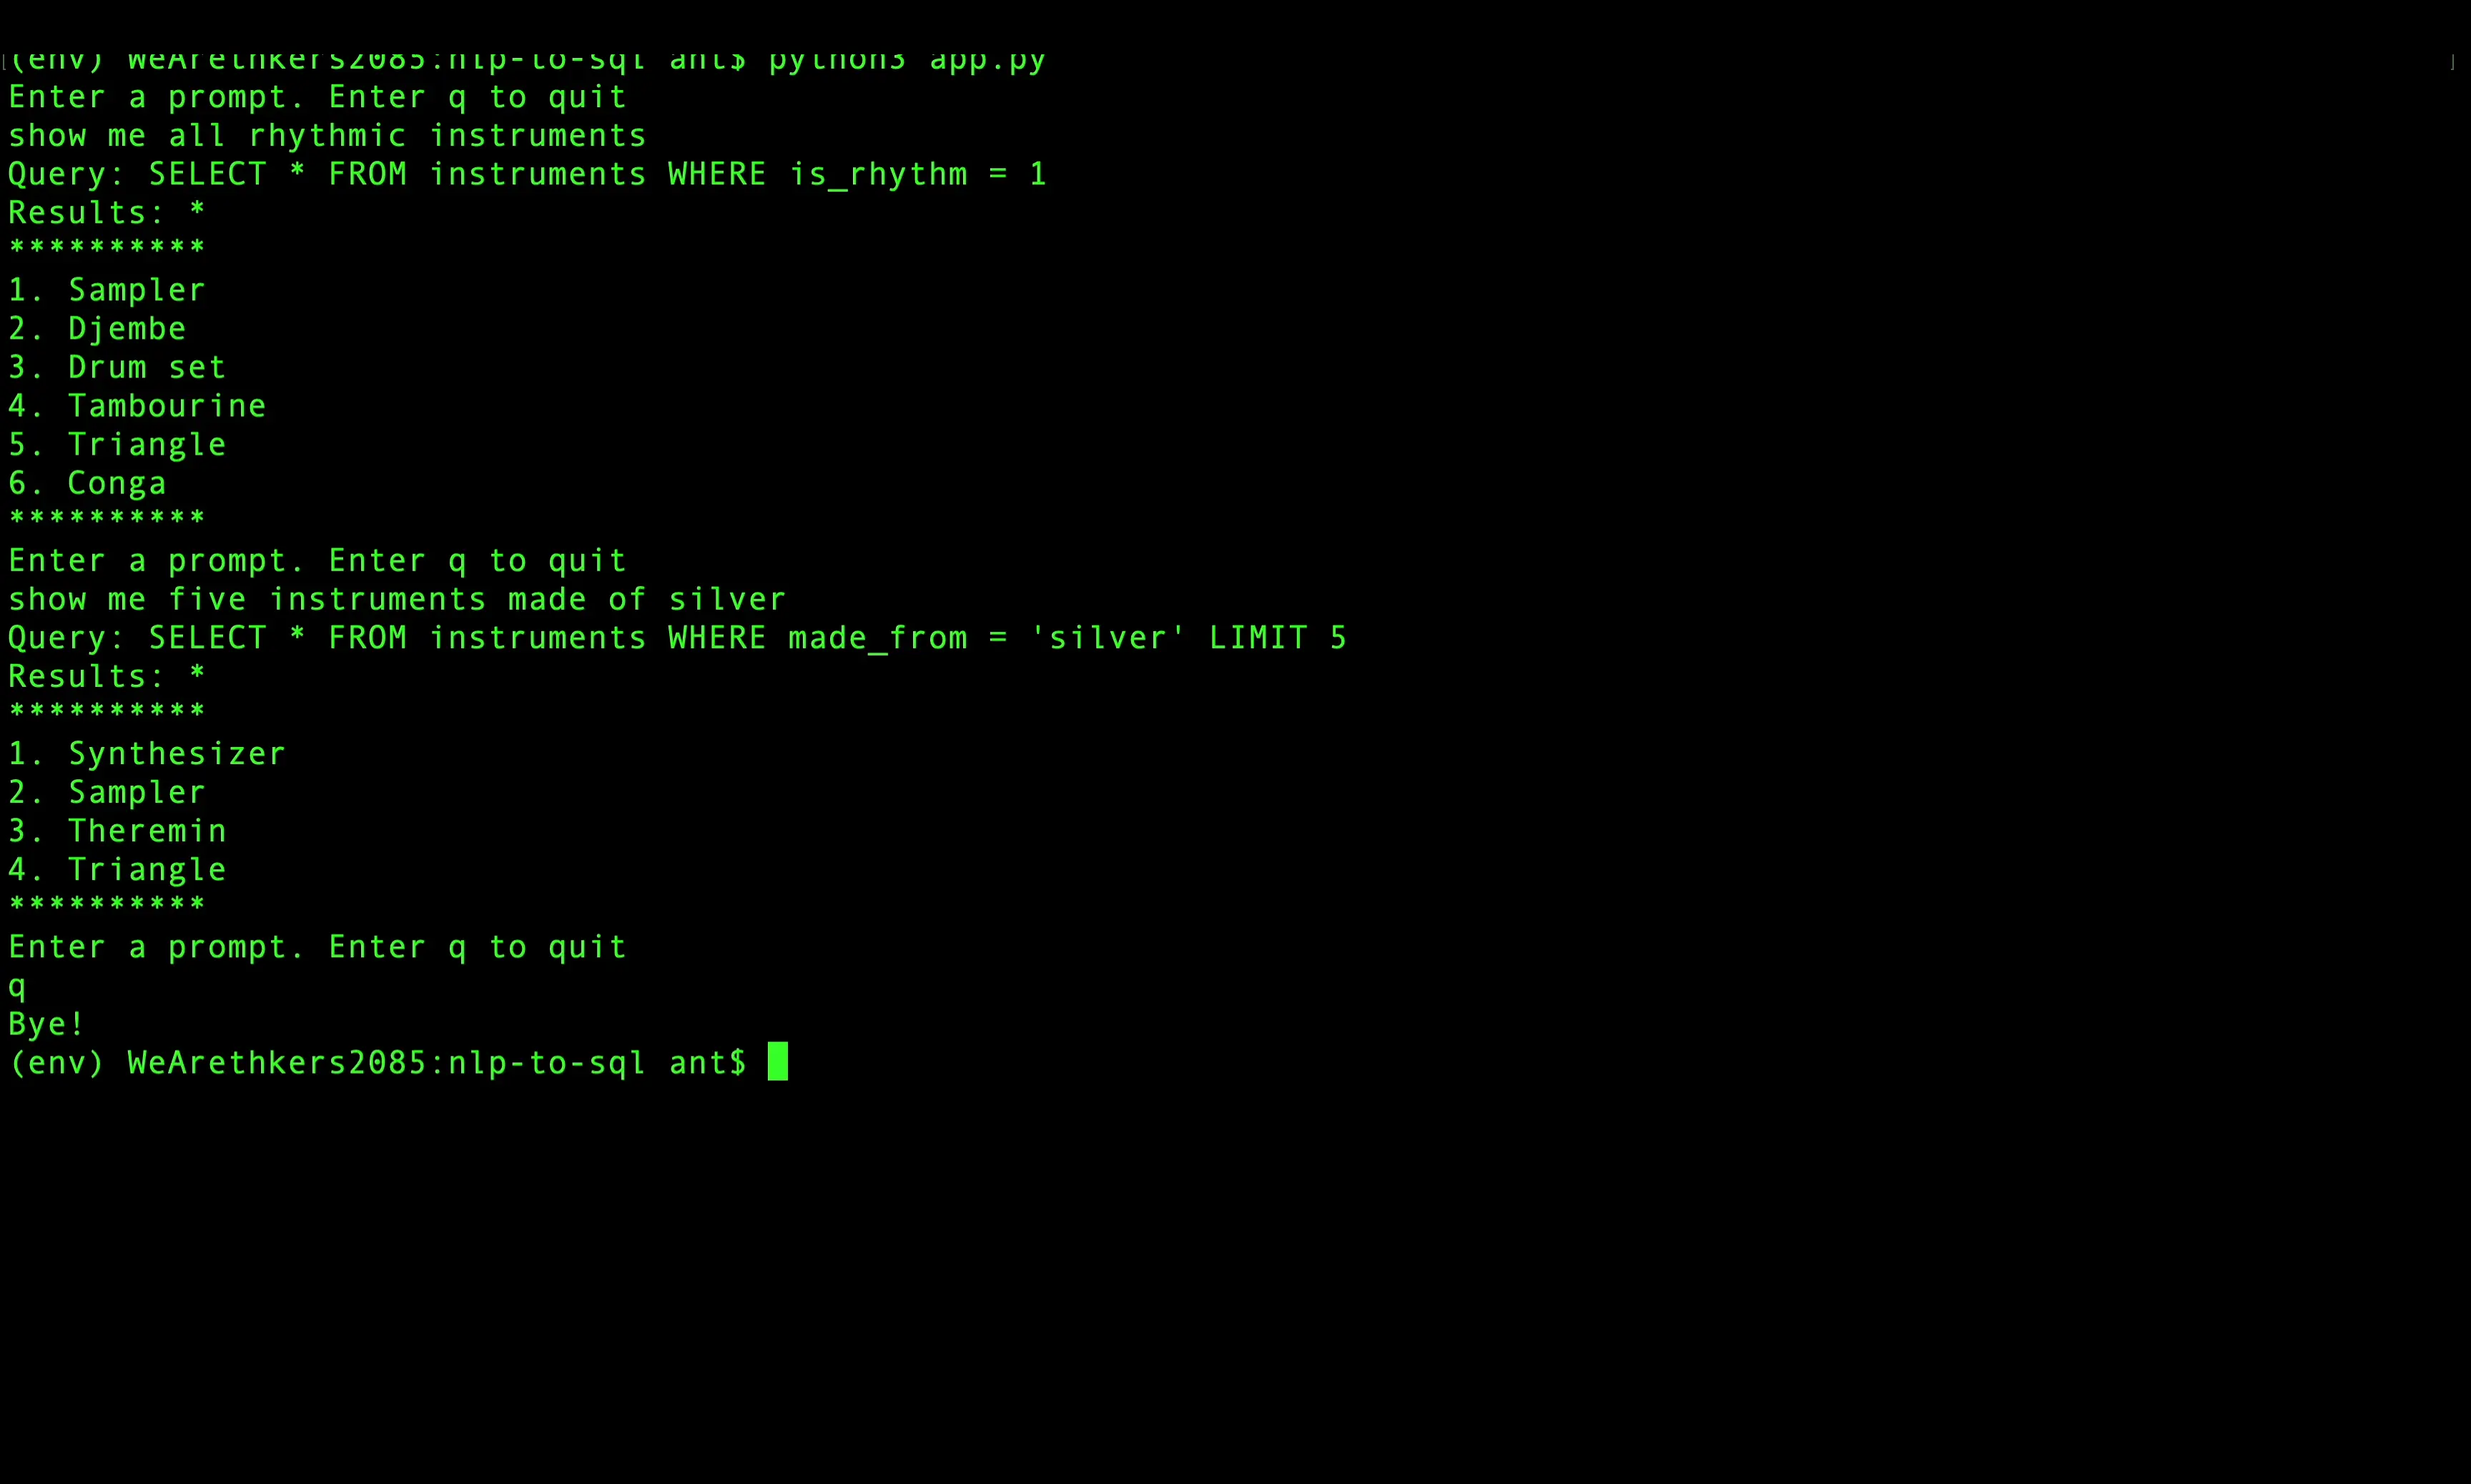 (env) WeArethkers2085:nlp-to-sql ant$ python3 app.py
Enter a prompt. Enter q to quit
show me all rhythmic instruments
Query: SELECT * FROM instruments WHERE is_rhythm = 1
Results: *
**********
1. Sampler
2. Djembe
3. Drum set
4. Tambourine
5. Triangle
6. Conga
**********
Enter a prompt. Enter q to quit
show me five instruments made of silver
Query: SELECT * FROM instruments WHERE made_from = 'silver' LIMIT 5
Results: *
**********
1. Synthesizer
2. Sampler
3. Theremin
4. Triangle
**********
Enter a prompt. Enter q to quit
q
Bye!
(env) WeArethkers2085:nlp-to-sql ant$